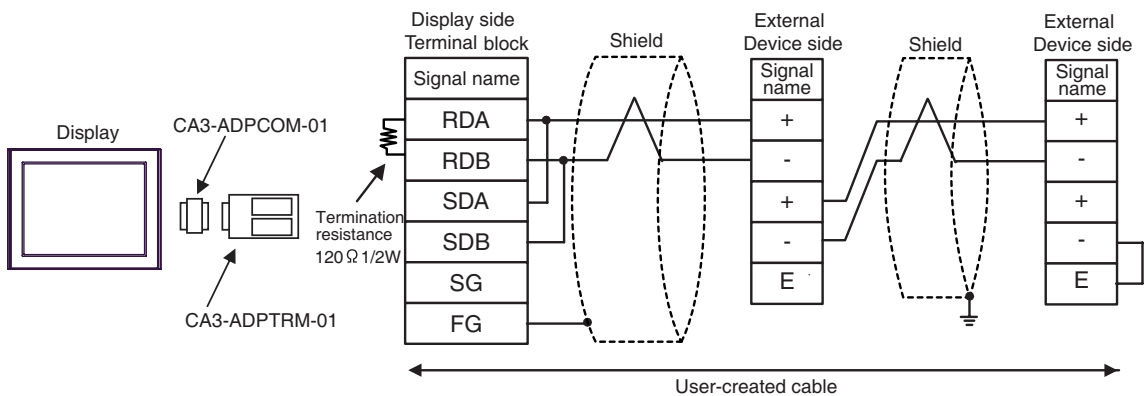 Display
CA3-ADPCOM-01
CA3-ADPTRM-01
Termination
resistance
120 Ω 1/2W
Display side
Terminal block
Signal name
RDA
RDB
SDA
SDB
SG
FG
Shield
External
Device side
Signal
name
+
-
+
-
E
Shield
External
Device side
Signal
name
+
-
+
-
E
User-created cable